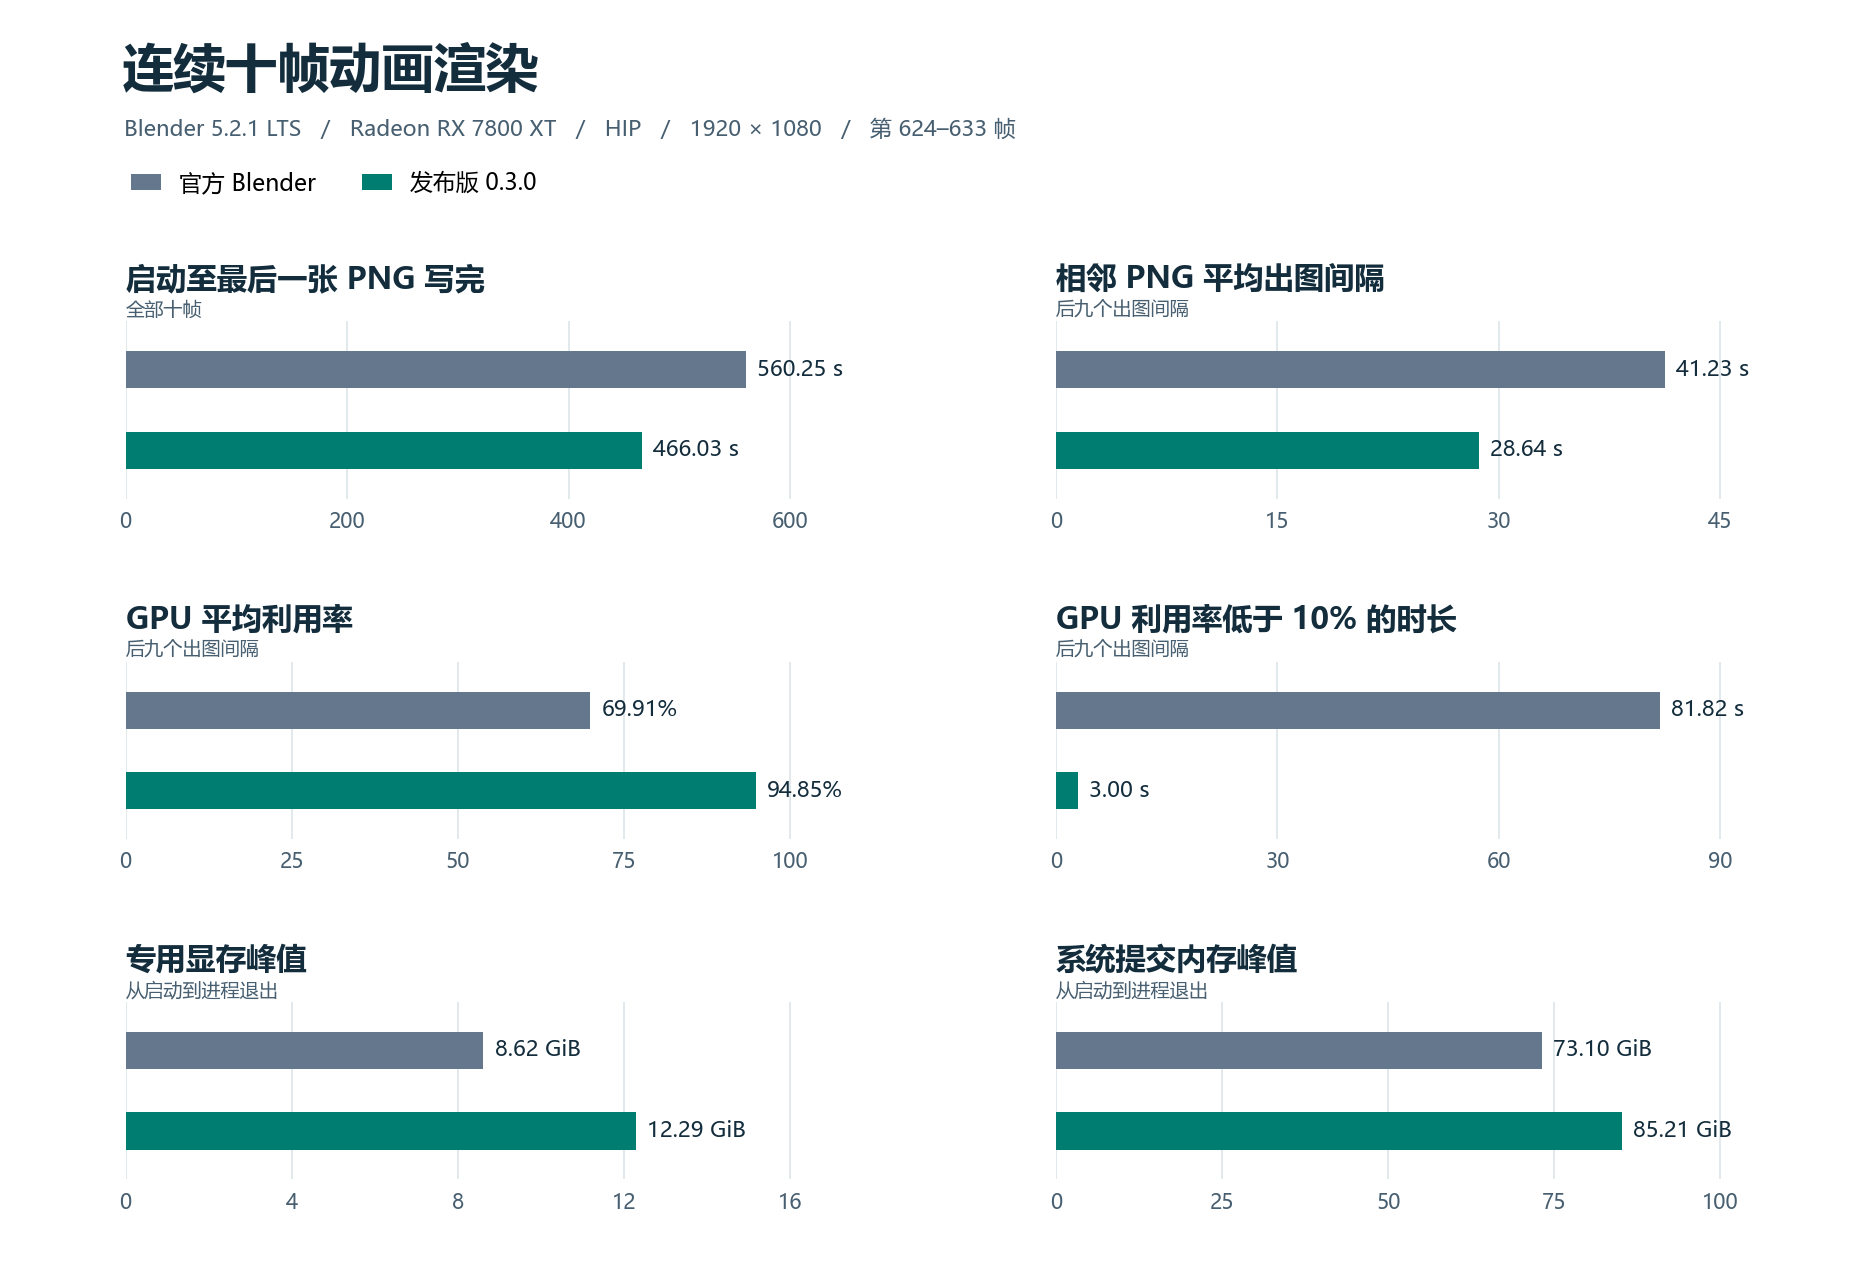 连续十帧动画渲染
Blender 5.2.1 LTS / Radeon RX 7800 XT / HIP / 1920 × 1080 / 第 624–633 帧
官方 Blender 发布版 0.3.0
启动至最后一张 PNG 写完
全部十帧
560.25 s
466.03 s
0 200 400 600
相邻 PNG 平均出图间隔
后九个出图间隔
41.23 s
28.64 s
0 15 30 45
GPU 平均利用率
后九个出图间隔
69.91%
94.85%
0 25 50 75 100
GPU 利用率低于 10% 的时长
后九个出图间隔
81.82 s
3.00 s
0 30 60 90
专用显存峰值
从启动到进程退出
8.62 GiB
12.29 GiB
0 4 8 12 16
系统提交内存峰值
从启动到进程退出
73.10 GiB
85.21 GiB
0 25 50 75 100